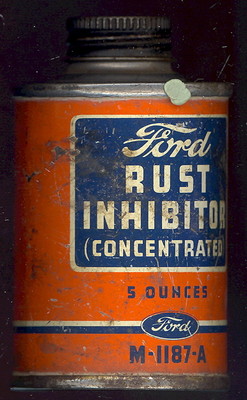 Ford
RUST
INHIBITOR
(CONCENTRATED
5 OUNCES
Ford
M-1187-A